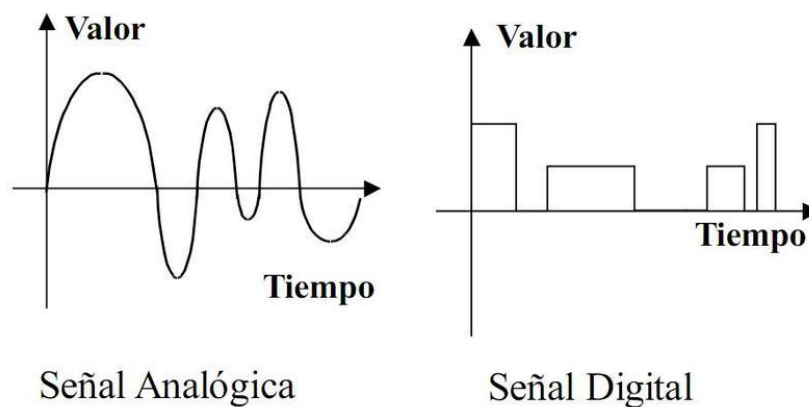 Valor
Tiempo
Señal Analógica
Valor
Tiempo
Señal Digital